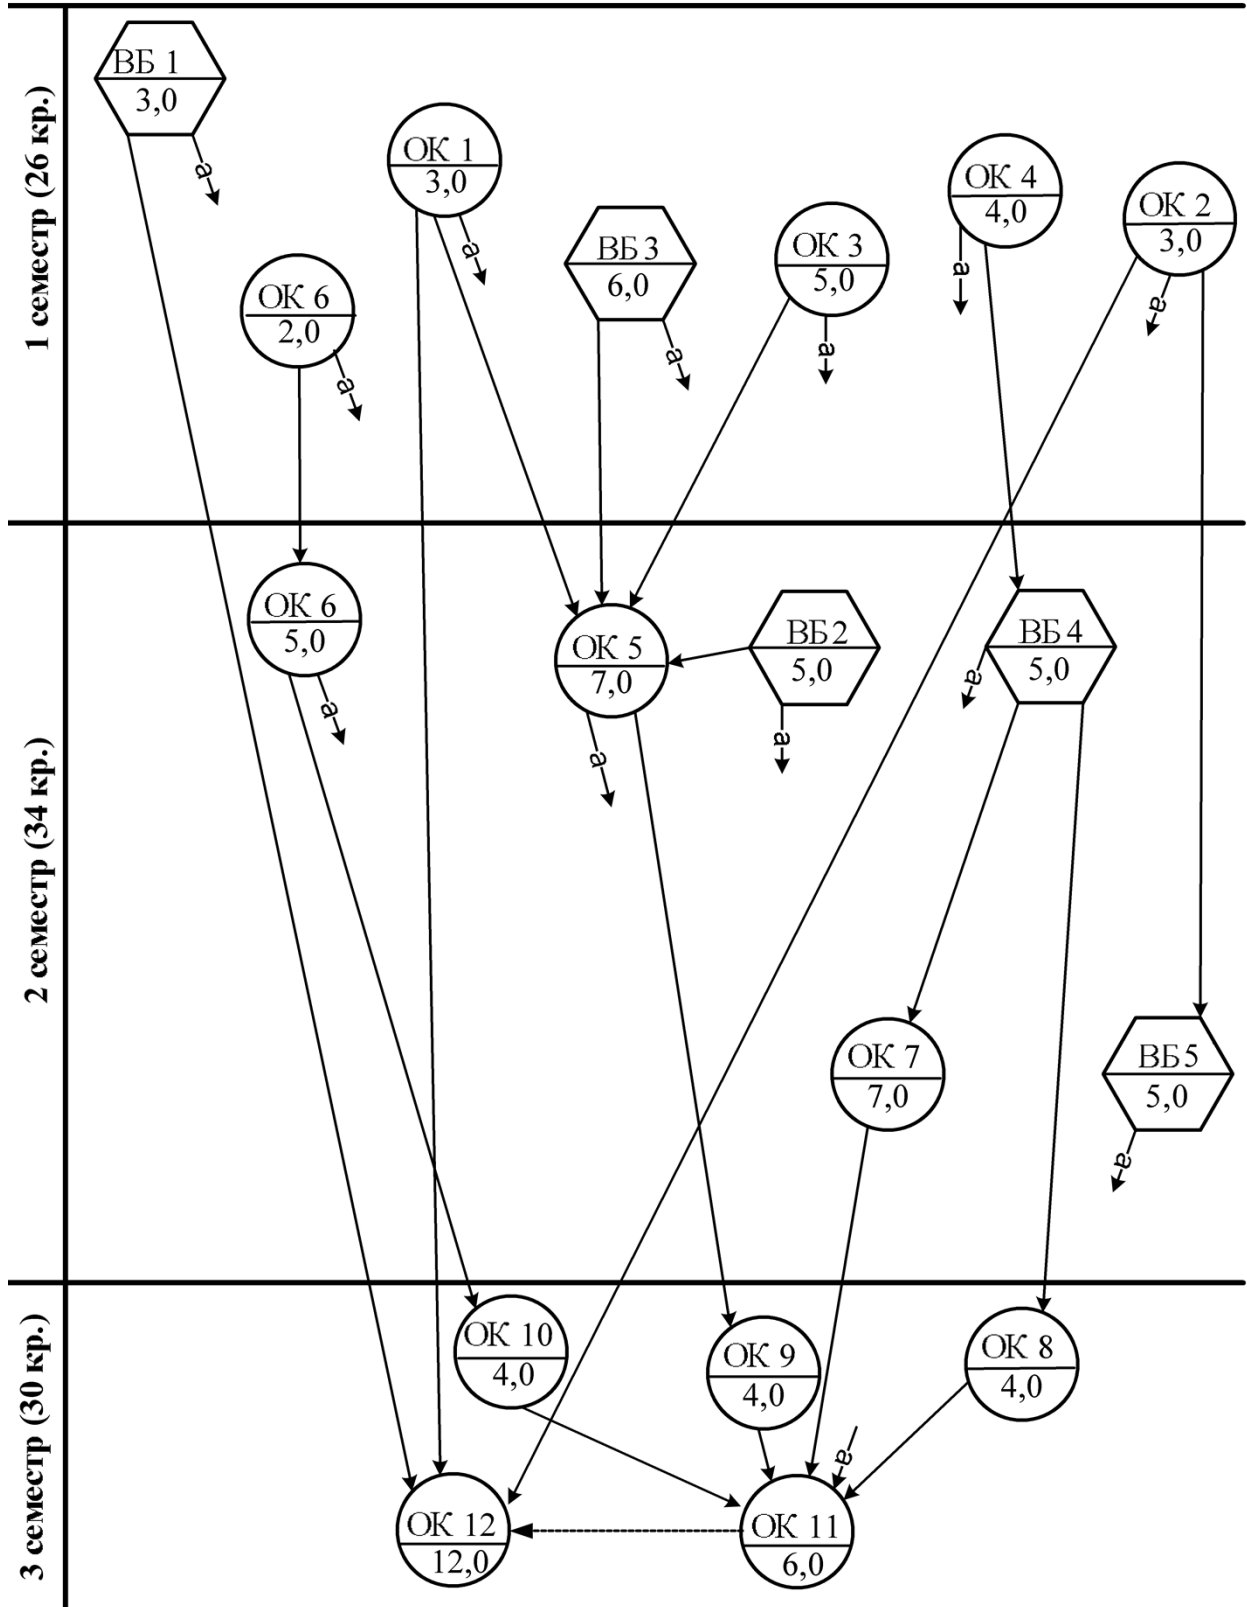 1 семестр (26 кр.)
ВБ 1
3,0
а
ОК 1
3,0
а
ОК 4
4,0
а
ОК 2
3,0
а
ВБ 3
6,0
а
ОК 3
5,0
а
ОК 6
2,0
а
2 семестр (34 кр.)
ОК 6
5,0
а
ОК 5
7,0
а
ВБ 2
5,0
а
ВБ 4
5,0
а
ОК 7
7,0
ВБ 5
5,0
а
3 семестр (30 кр.)
ОК 10
4,0
ОК 9
4,0
ОК 8
4,0
а
ОК 12
12,0
ОК 11
6,0